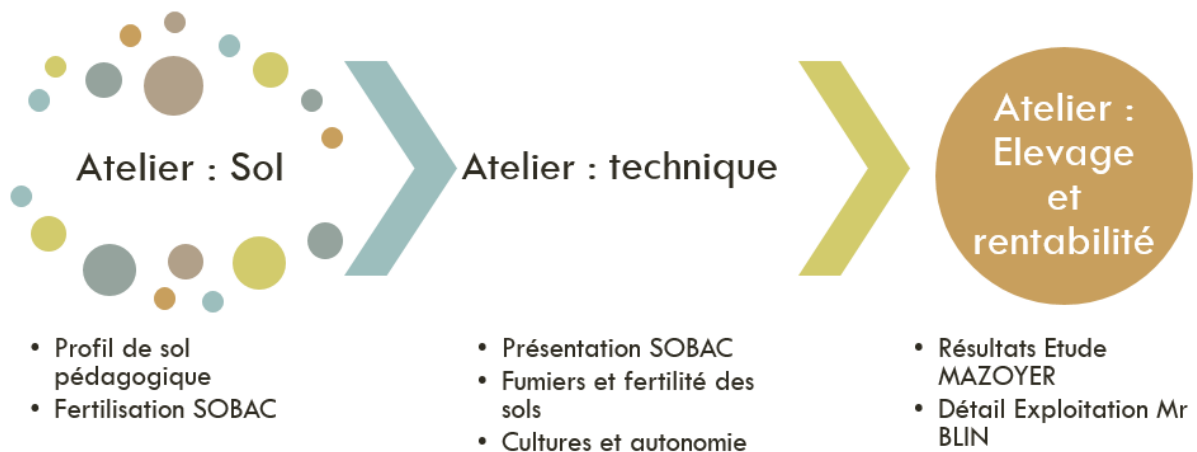 Atelier : Sol
• Profil de sol
pédagogique
• Fertilisation SOBAC
Atelier : technique
• Présentation SOBAC
• Fumiers et fertilité des
sols
• Cultures et autonomie
Atelier :
Elevage
et
rentabilité
• Résultats Etude
MAZOYER
• Détail Exploitation Mr
BLIN